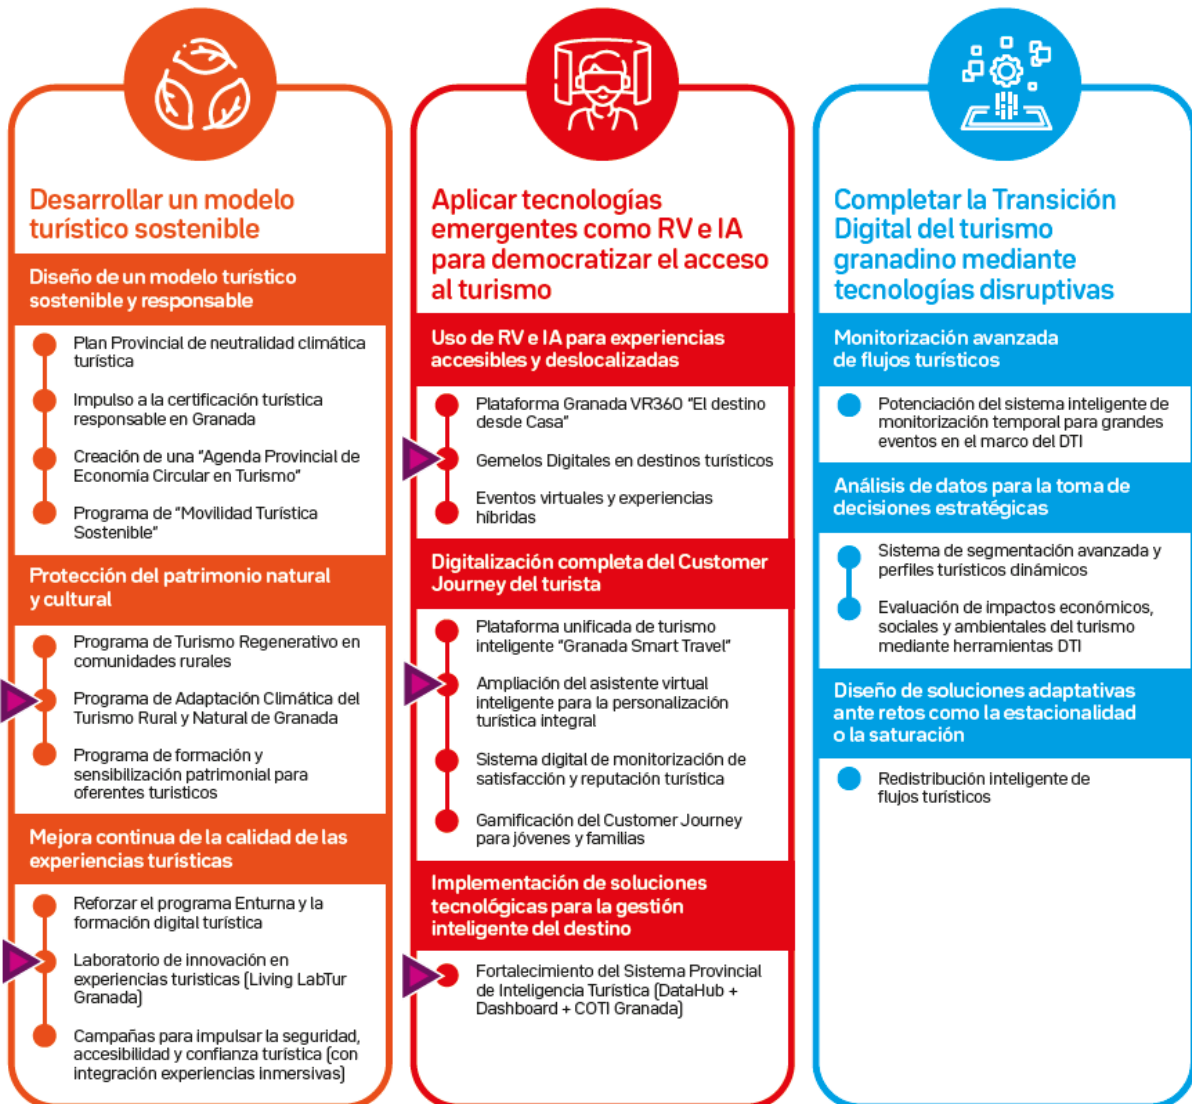 Desarrollar un modelo
turístico sostenible
Diseño de un modelo turístico
sostenible y responsable
Plan Provincial de neutralidad climática
turística
Impulso a la certificación turística
responsable en Granada
Creación de una "Agenda Provincial de
Economía Circular en Turismo"
Programa de "Movilidad Turística
Sostenible"
Protección del patrimonio natural
y cultural
Programa de Turismo Regenerativo en
comunidades rurales
Programa de Adaptación Climática del
Turismo Rural y Natural de Granada
Programa de formación y
sensibilización patrimonial para
oferentes turisticos
Mejora continua de la calidad de las
experiencias turísticas
Reforzar el programa Enturna y la
formación digital turística
Laboratorio de innovación en
experiencias turisticas (Living LabTur
Granada)
Campañas para impulsar la seguridad,
accesibilidad y confianza turística (con
integración experiencias inmersivas)
Aplicar tecnologías
emergentes como RV e IA
para democratizar el acceso
al turismo
Uso de RV e IA para experiencias
accesibles y deslocalizadas
Plataforma Granada VR360 "El destino
desde Casa"
Gemelos Digitales en destinos turísticos
Eventos virtuales y experiencias
híbridas
Digitalización completa del Customer
Journey del turista
Plataforma unificada de turismo
inteligente "Granada Smart Travel"
Ampliación del asistente virtual
inteligente para la personalización
turística integral
Sistema digital de monitorización de
satisfacción y reputación turística
Gamificación del Customer Journey
para jóvenes y familias
Implementación de soluciones
tecnológicas para la gestión
inteligente del destino
Fortalecimiento del Sistema Provincial
de Inteligencia Turística (DataHub +
Dashboard + COTI Granada)
Completar la Transición
Digital del turismo
granadino mediante
tecnologías disruptivas
Monitorización avanzada
de flujos turísticos
Potenciación del sistema inteligente de
monitorización temporal para grandes
eventos en el marco del DTI
Análisis de datos para la toma de
decisiones estratégicas
Sistema de segmentación avanzada y
perfiles turísticos dinámicos
Evaluación de impactos económicos,
sociales y ambientales del turismo
mediante herramientas DTI
Diseño de soluciones adaptativas
ante retos como la estacionalidad
o la saturación
Redistribución inteligente de
flujos turísticos